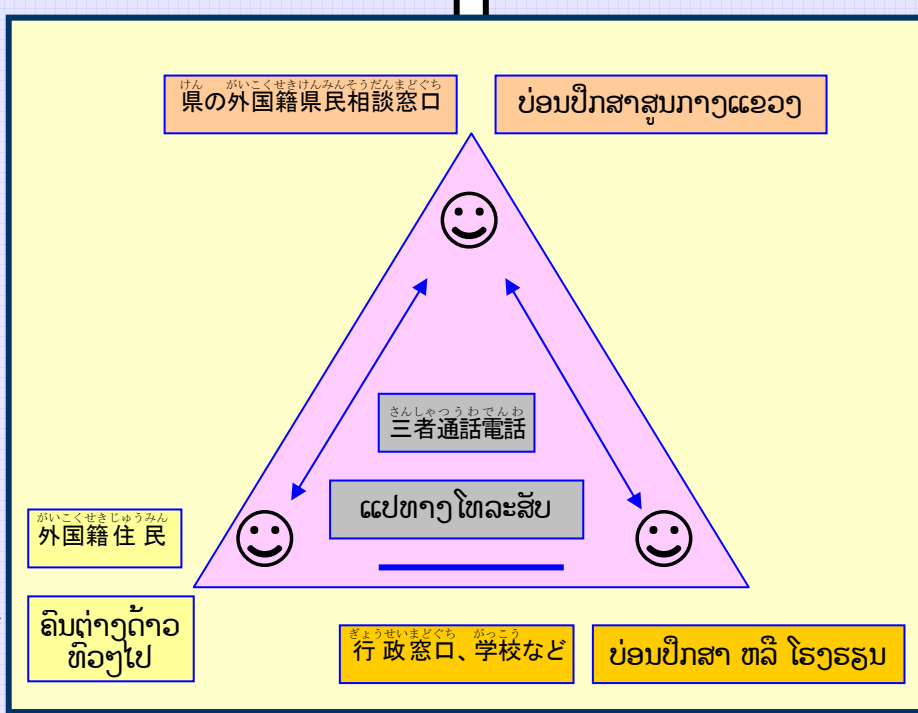 けん がいこくせきけんみんそうだんまどぐち
県の外国籍県民相談窓口
ບ່ອນປຶກສາສູນກາງແຂວງ
さんしゃつうわでんわ
三者通話電話
ແປທາງໂທລະສັບ
がいこくせきじゅうみん
外国籍住民
ຄົນຕ່າງດ້າວ
ທົ່ວໆໄປ
ぎょうせいまどぐち がっこう
行政窓口、学校など
ບ່ອນປຶກສາ ຫລື ໂຮງຮຽນ